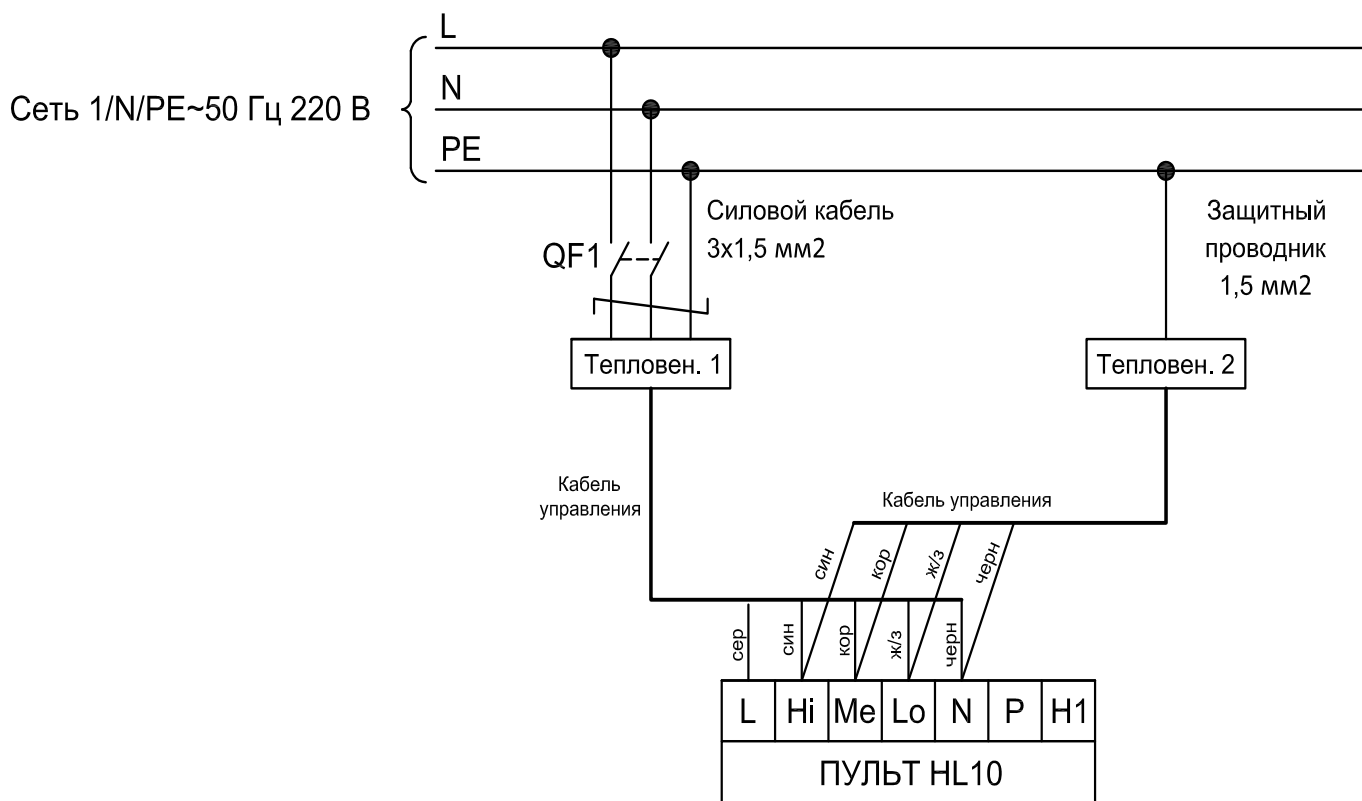 L
Сеть 1/N/PE~50 Гц 220 В
N
PE
Силовой кабель
3х1,5 мм2
Защитный
проводник
1,5 мм2
QF1
Тепловен. 1
Тепловен. 2
Кабель
управления
Кабель управления
син
кор
ж/з
черн
сер
син
кор
ж/з
черн
L
Hi
Me
Lo
N
P
H1
ПУЛЬТ HL10